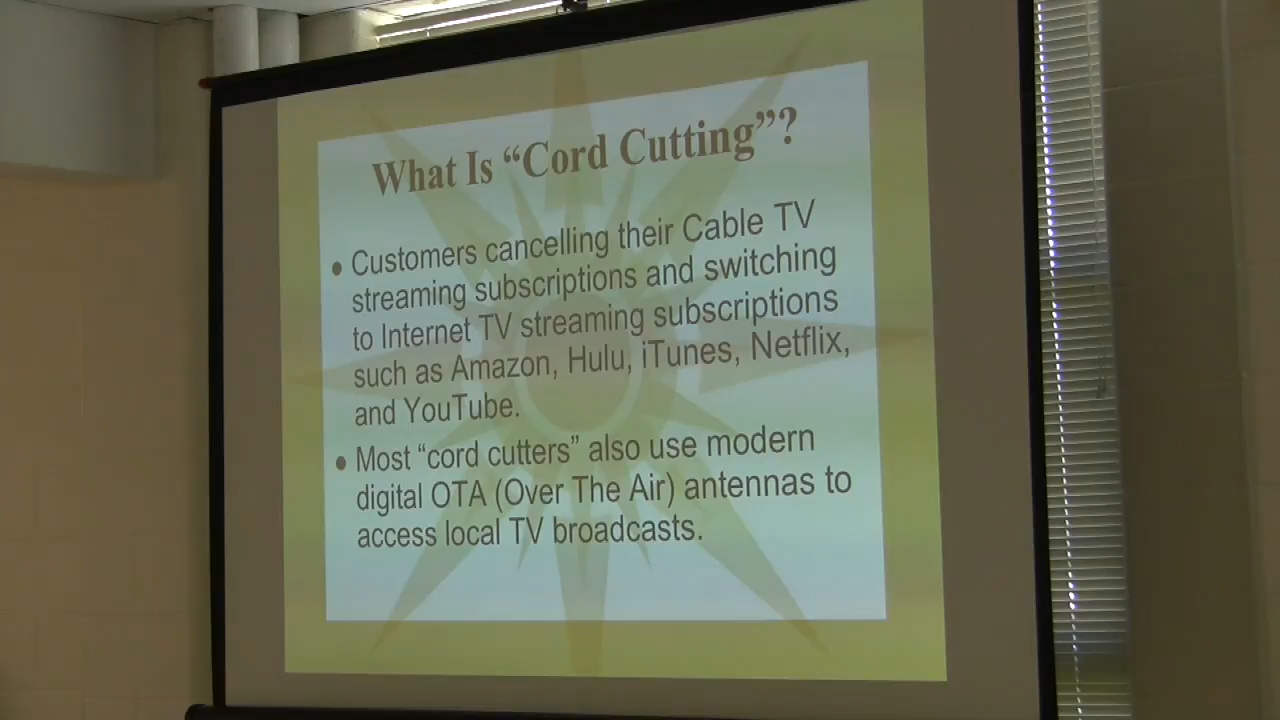 What Is “Cord Cutting”?
● Customers cancelling their Cable TV
streaming subscriptions and switching
to Internet TV streaming subscriptions
such as Amazon, Hulu, iTunes, Netflix,
and YouTube.
● Most “cord cutters” also use modern
digital OTA (Over The Air) antennas to
access local TV broadcasts.